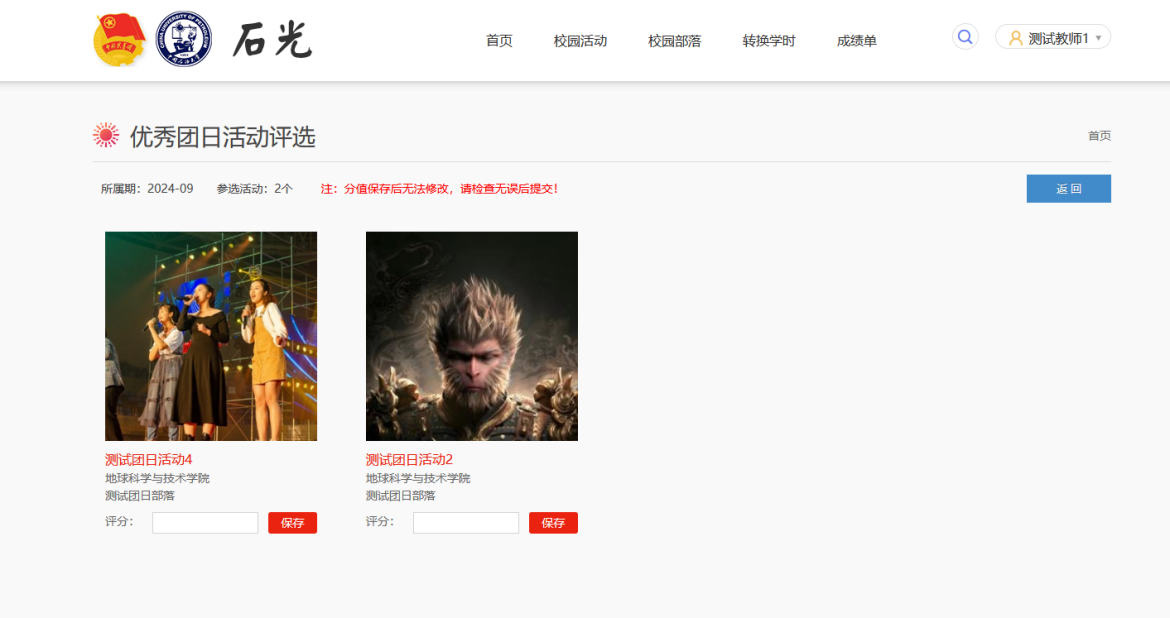 石光
首页 校园活动 校园部落 转换学时 成绩单 测试教师1
优秀团日活动评选 首页
所属期：2024-09 参选活动：2个 注：分值保存后无法修改，请检查无误后提交！ 返 回
测试团日活动4 测试团日活动2
地球科学与技术学院 地球科学与技术学院
测试团日部落 测试团日部落
评分： 保存 评分： 保存